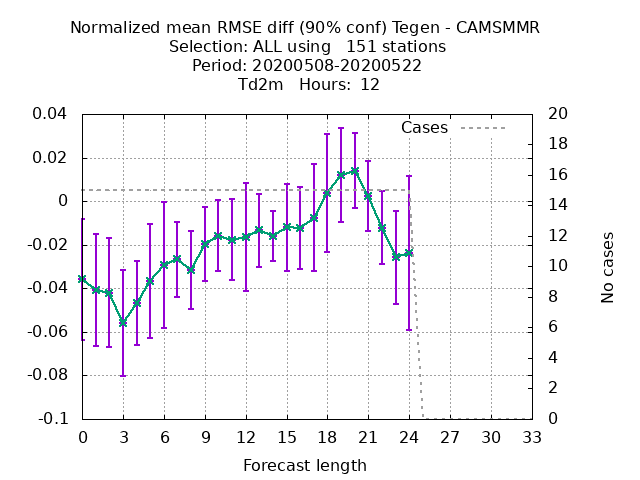 Normalized mean RMSE diff (90% conf) Tegen - CAMSMMR
Selection: ALL using   151 stations
Period: 20200508-20200522
Td2m   Hours:  12
Cases
0.04
0.02
0
-0.02
-0.04
-0.06
-0.08
-0.1
20
18
16
14
12
10
8
6
4
2
0
No cases
0 3 6 9 12 15 18 21 24 27 30 33
Forecast length